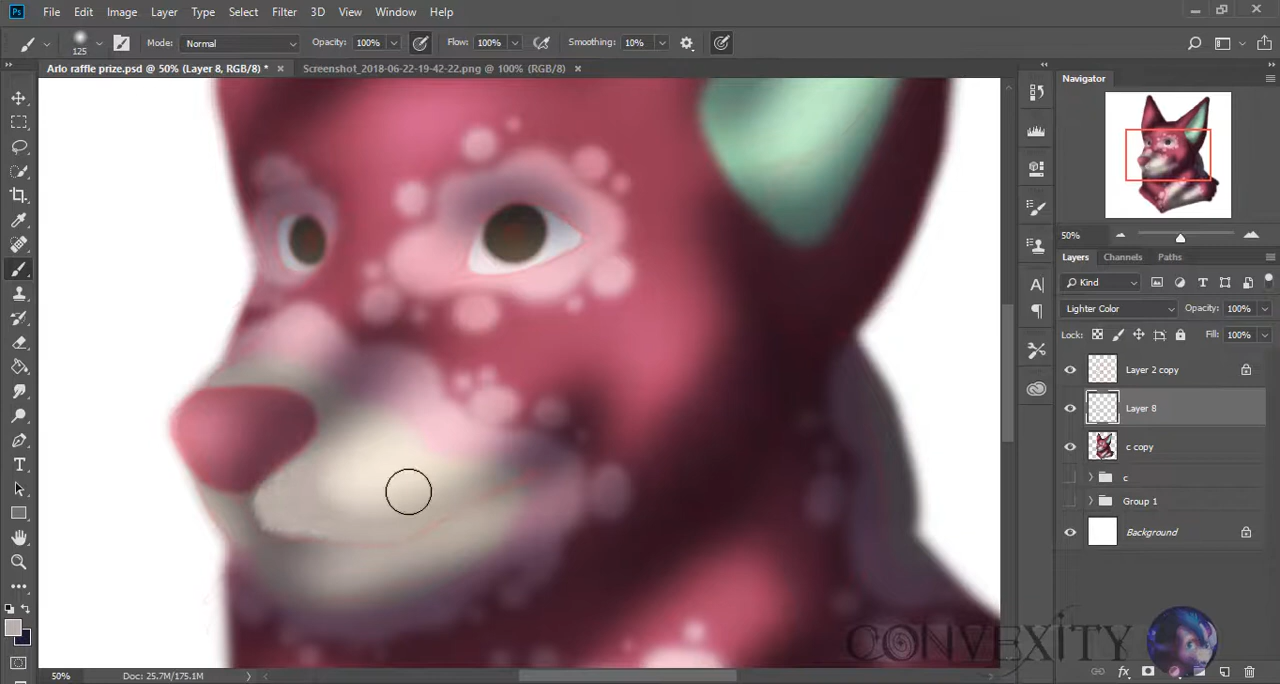 Ps File Edit Image Layer Type Select Filter 3D View Window Help
125 Mode: Normal Opacity: 100% Flow: 100% Smoothing: 10%
Arlo raffle prize.psd @ 50% (Layer 8, RGB/8) * × Screenshot_2018-06-22-19-42-22.png @ 100% (RGB/8) ×
Navigator
50%
Layers Channels Paths
Kind
Lighter Color Opacity: 100%
Lock: Fill: 100%
Layer 2 copy
Layer 8
c copy
c
Group 1
Background
CONVEXITY
50% Doc: 25.7M/175.1M